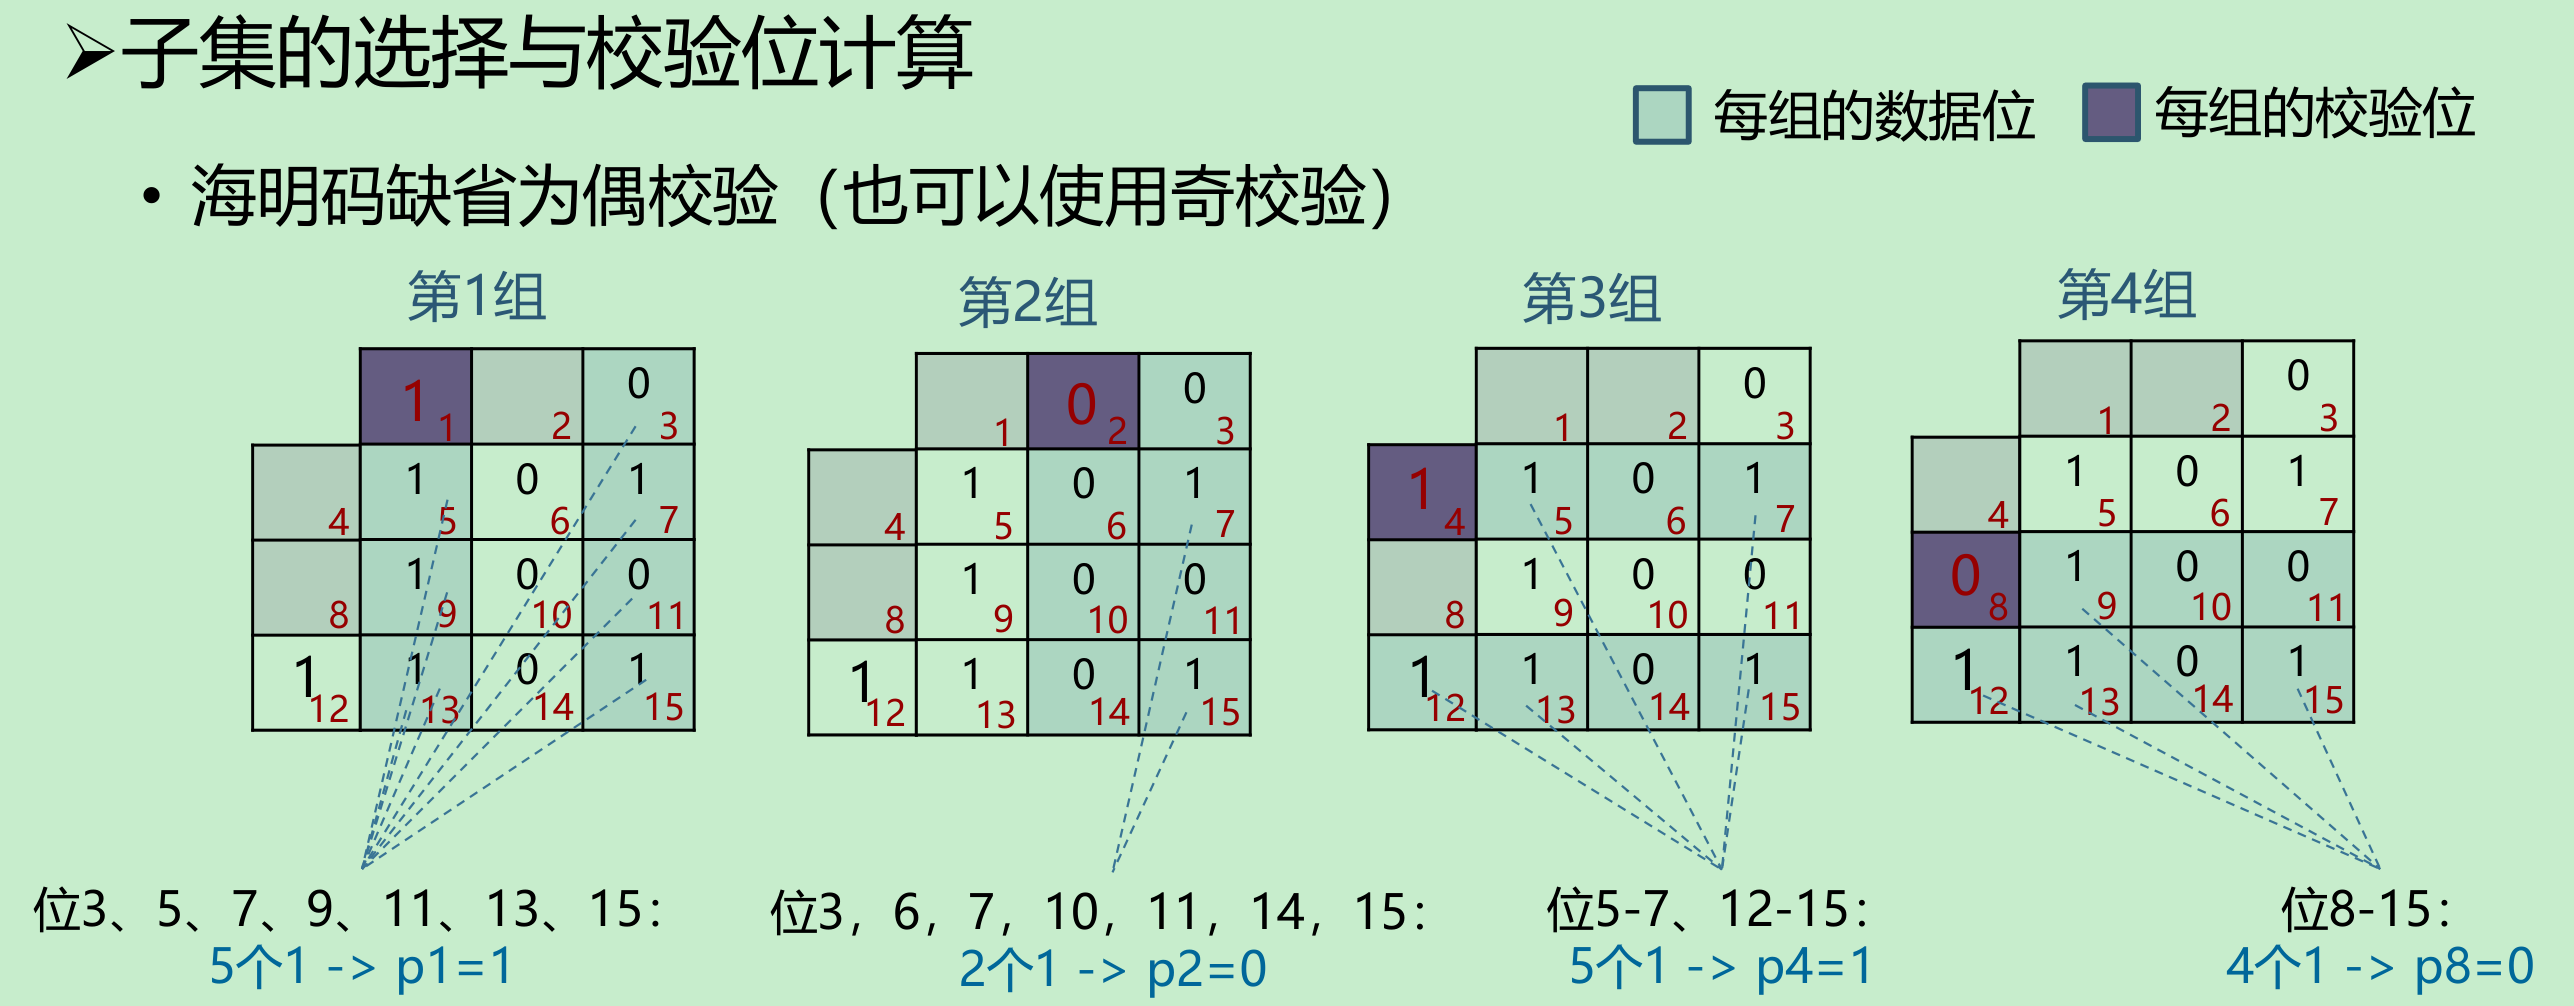 ➢子集的选择与校验位计算
每组的数据位 每组的校验位
• 海明码缺省为偶校验（也可以使用奇校验）
第1组 第2组 第3组 第4组
1 1 2 0 3
4 1 5 0 6 1 7
8 1 9 0 10 0 11
1 12 1 13 0 14 1 15
1 0 2 0 3
4 1 5 0 6 1 7
8 1 9 0 10 0 11
1 12 1 13 0 14 1 15
1 2 0 3
1 4 1 5 0 6 1 7
8 1 9 0 10 0 11
1 12 1 13 0 14 1 15
1 2 0 3
4 1 5 0 6 1 7
0 8 1 9 0 10 0 11
1 12 1 13 0 14 1 15
位3、5、7、9、11、13、15：
5个1 -> p1=1
位3，6，7，10，11，14，15：
2个1 -> p2=0
位5-7、12-15：
5个1 -> p4=1
位8-15：
4个1 -> p8=0